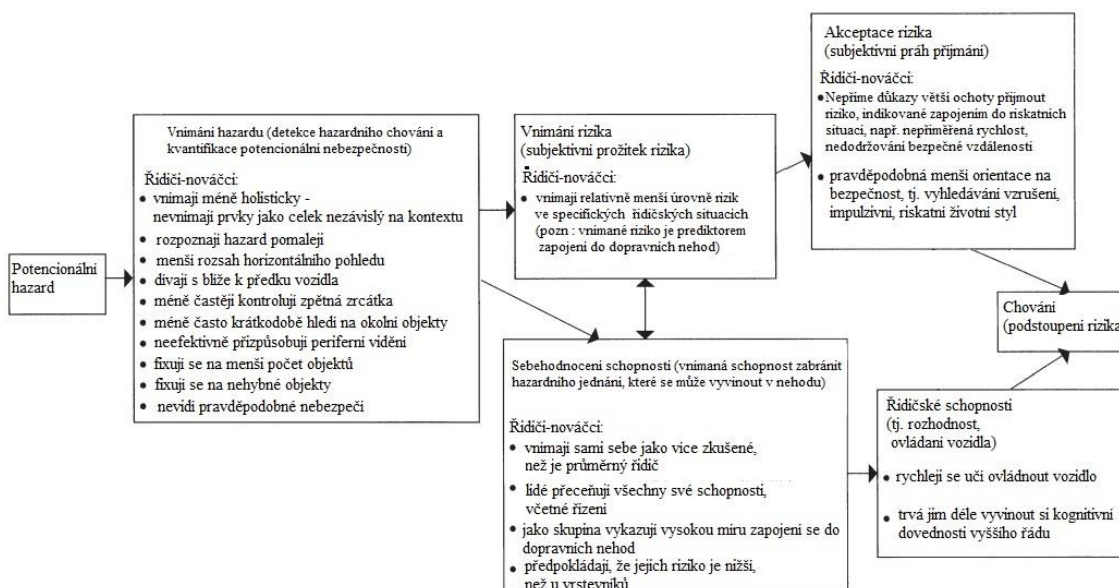 Potencionální
hazard
Vnímání hazardu (detekce hazardního chování a
kvantifikace potencionální nebezpečnosti)
Řidiči-nováčci:
• vnímají méně holisticky -
nevnímají prvky jako celek nezávislý na kontextu
• rozpoznají hazard pomaleji
• menší rozsah horizontálního pohledu
• dívají s blíže k předku vozidla
• méně častěji kontrolují zpětná zrcátka
• méně často krátkodobě hledí na okolní objekty
• neefektivně přizpůsobují periferní vidění
• fixují se na menší počet objektů
• fixují se na nehybné objekty
• nevidí pravděpodobné nebezpečí
Vnímání rizika
(subjektivní prožitek rizika)
Řidiči-nováčci:
• vnímají relativně menší úrovně rizik
ve specifických řidičských situacích
(pozn : vnímané riziko je prediktorem
zapojení do dopravních nehod)
Sebehodnocení schopností (vnímaná schopnost zabránit
hazardního jednání, které se může vyvinout v nehodu)
Řidiči-nováčci:
• vnímají sami sebe jako více zkušené,
než je průměrný řidič
• lidé přeceňují všechny své schopnosti,
včetné řízení
• jako skupina vykazují vysokou míru zapojení se do
dopravních nehod
• předpokládají, že jejich riziko je nižší,
než u vrstevníků
Akceptace rizika
(subjektivní práh přijmání)
Řidiči-nováčci:
• Nepříme důkazy větší ochoty přijmout
riziko, indikované zapojením do riskatních
situací, např. nepřiměřená rychlost,
nedodržování bezpečné vzdálenosti
• pravděpodobná menší orientace na
bezpečnost, tj. vyhledávání vzrušení,
impulzivní, riskatní životní styl
Řidičské schopnosti
(tj. rozhodnost,
ovládaní vozidla)
• rychleji se učí ovládnout vozidlo
• trvá jim déle vyvinout si kognitivní
dovednosti vyššího řádu
Chování
(podstoupení rizika